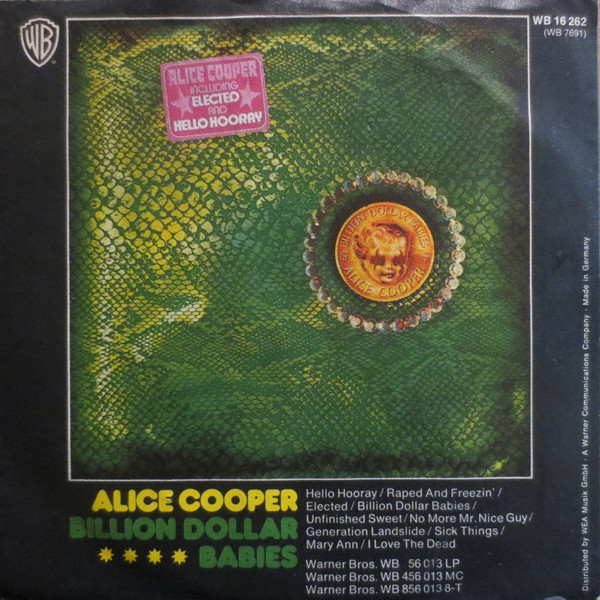 WB
WB 16 262
(WB 7691)
ALICE COOPER
INCLUDING
ELECTED
AND
HELLO HOORAY
BILLION DOLLAR BABIES
ALICE COOPER
ALICE COOPER
BILLION DOLLAR
**** BABIES
Hello Hooray / Raped And Freezin' /
Elected / Billion Dollar Babies /
Unfinished Sweet / No More Mr. Nice Guy /
Generation Landslide / Sick Things /
Mary Ann / I Love The Dead
Warner Bros. WB 56 013 LP
Warner Bros. WB 456 013 MC
Warner Bros. WB 856 013 8-T
Distributed by WEA Musik GmbH · A Warner Communications Company · Made in Germany